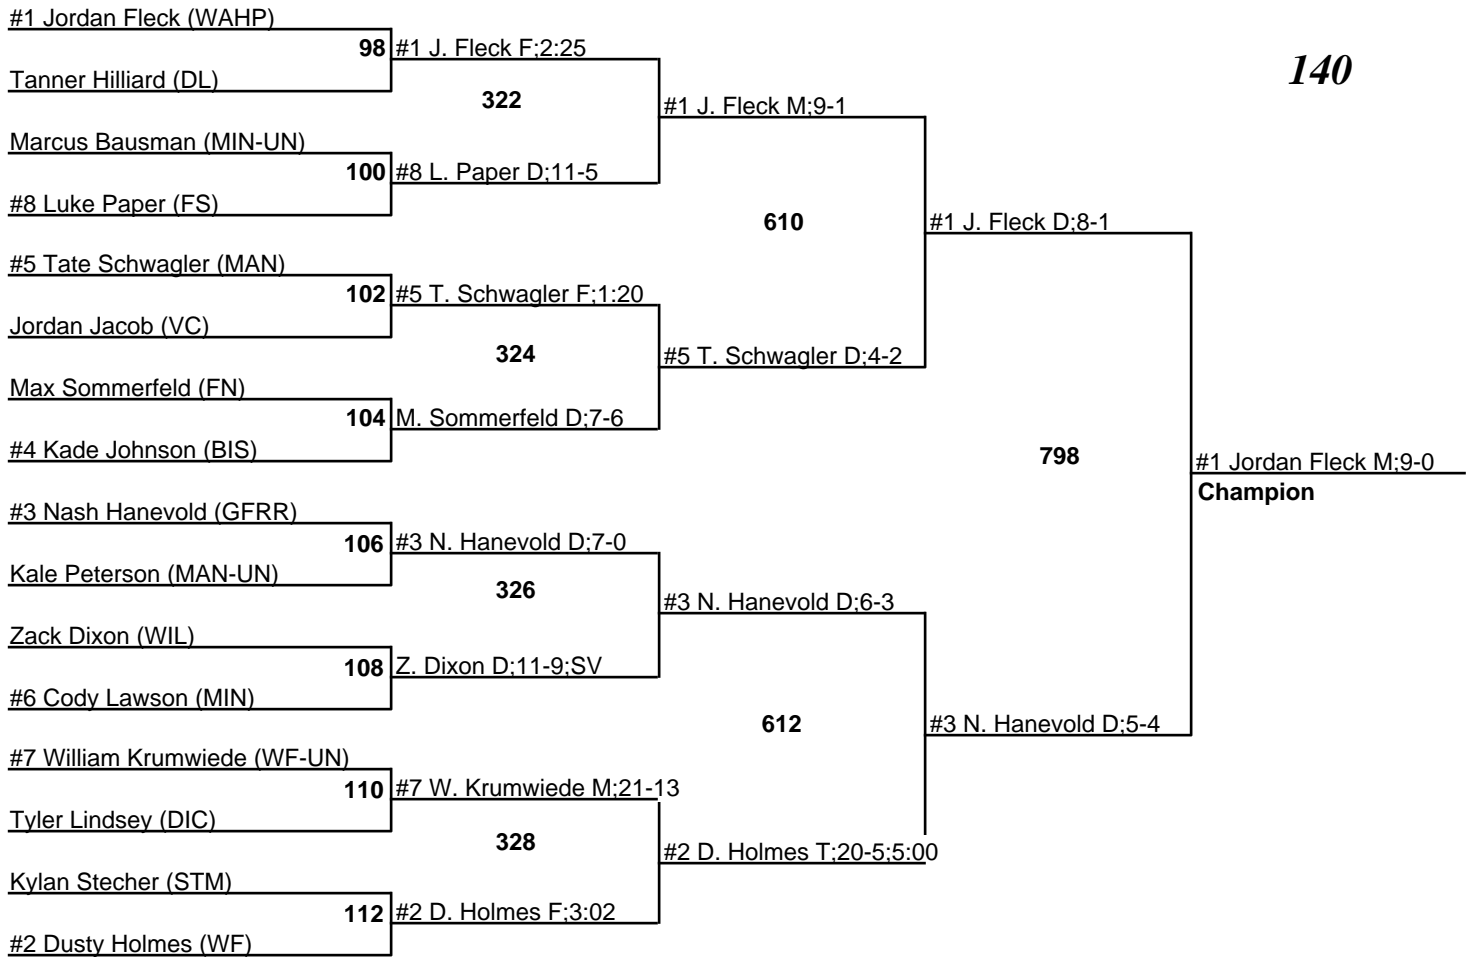 #1 Jordan Fleck (WAHP)
98
#1 J. Fleck F;2:25
140
Tanner Hilliard (DL)
322
#1 J. Fleck M;9-1
Marcus Bausman (MIN-UN)
100
#8 L. Paper D;11-5
#8 Luke Paper (FS)
610
#1 J. Fleck D;8-1
#5 Tate Schwagler (MAN)
102
#5 T. Schwagler F;1:20
Jordan Jacob (VC)
324
#5 T. Schwagler D;4-2
Max Sommerfeld (FN)
104
M. Sommerfeld D;7-6
#4 Kade Johnson (BIS)
798
#1 Jordan Fleck M;9-0
Champion
#3 Nash Hanevold (GFRR)
106
#3 N. Hanevold D;7-0
Kale Peterson (MAN-UN)
326
#3 N. Hanevold D;6-3
Zack Dixon (WIL)
108
Z. Dixon D;11-9;SV
#6 Cody Lawson (MIN)
612
#3 N. Hanevold D;5-4
#7 William Krumwiede (WF-UN)
110
#7 W. Krumwiede M;21-13
Tyler Lindsey (DIC)
328
#2 D. Holmes T;20-5;5:00
Kylan Stecher (STM)
112
#2 D. Holmes F;3:02
#2 Dusty Holmes (WF)